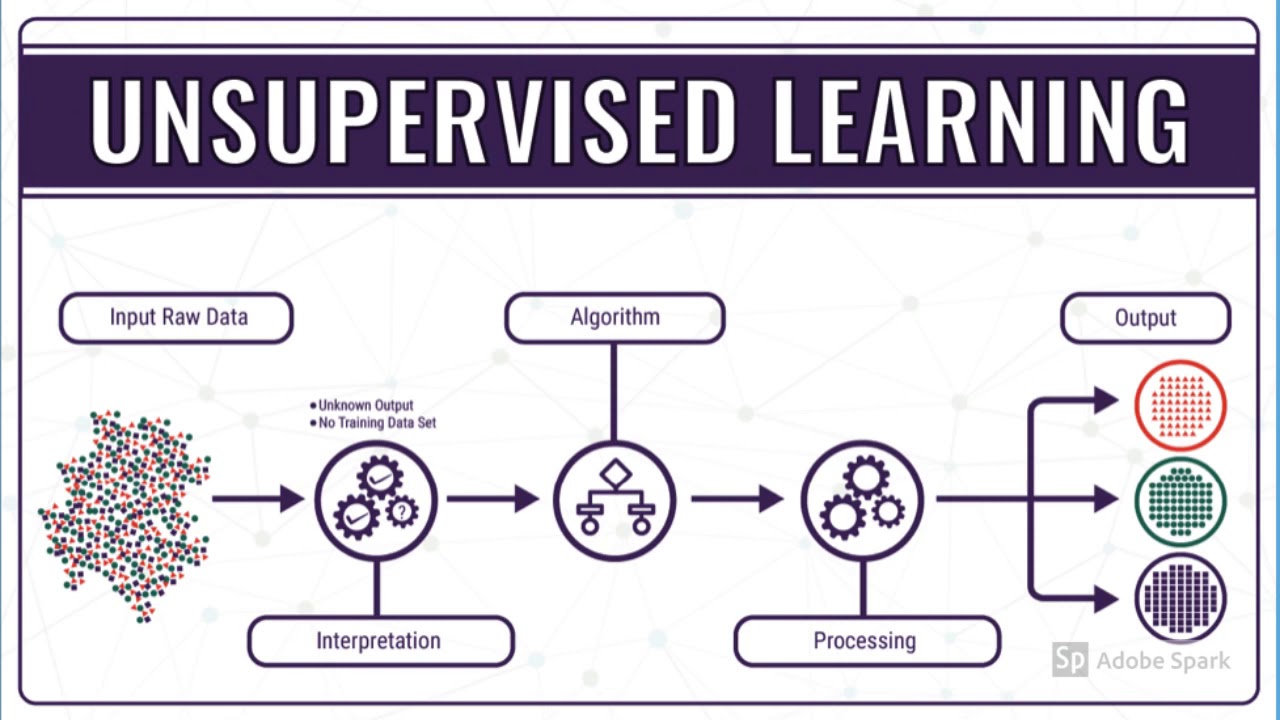 UNSUPERVISED LEARNING
Input Raw Data
Algorithm
Output
• Unknown Output
• No Training Data Set
?
Interpretation
Processing
Sp Adobe Spark